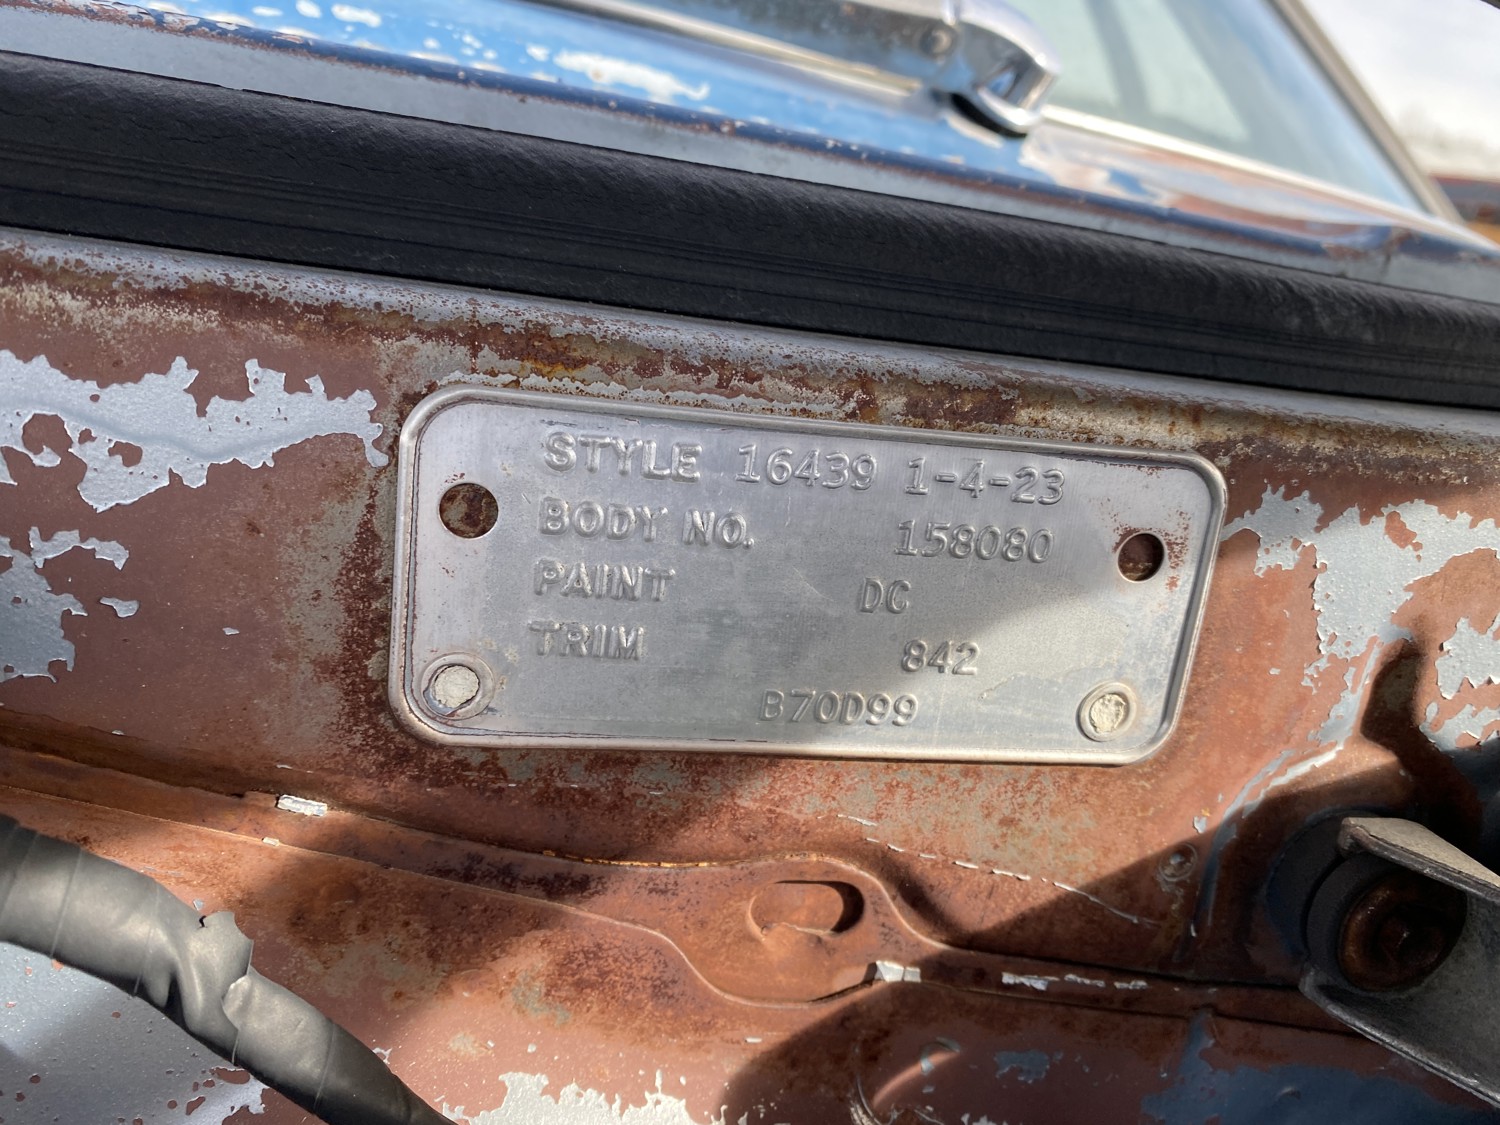 STYLE 16439 1-4-23
BODY NO. 158080
PAINT DC
TRIM 842
B70D99